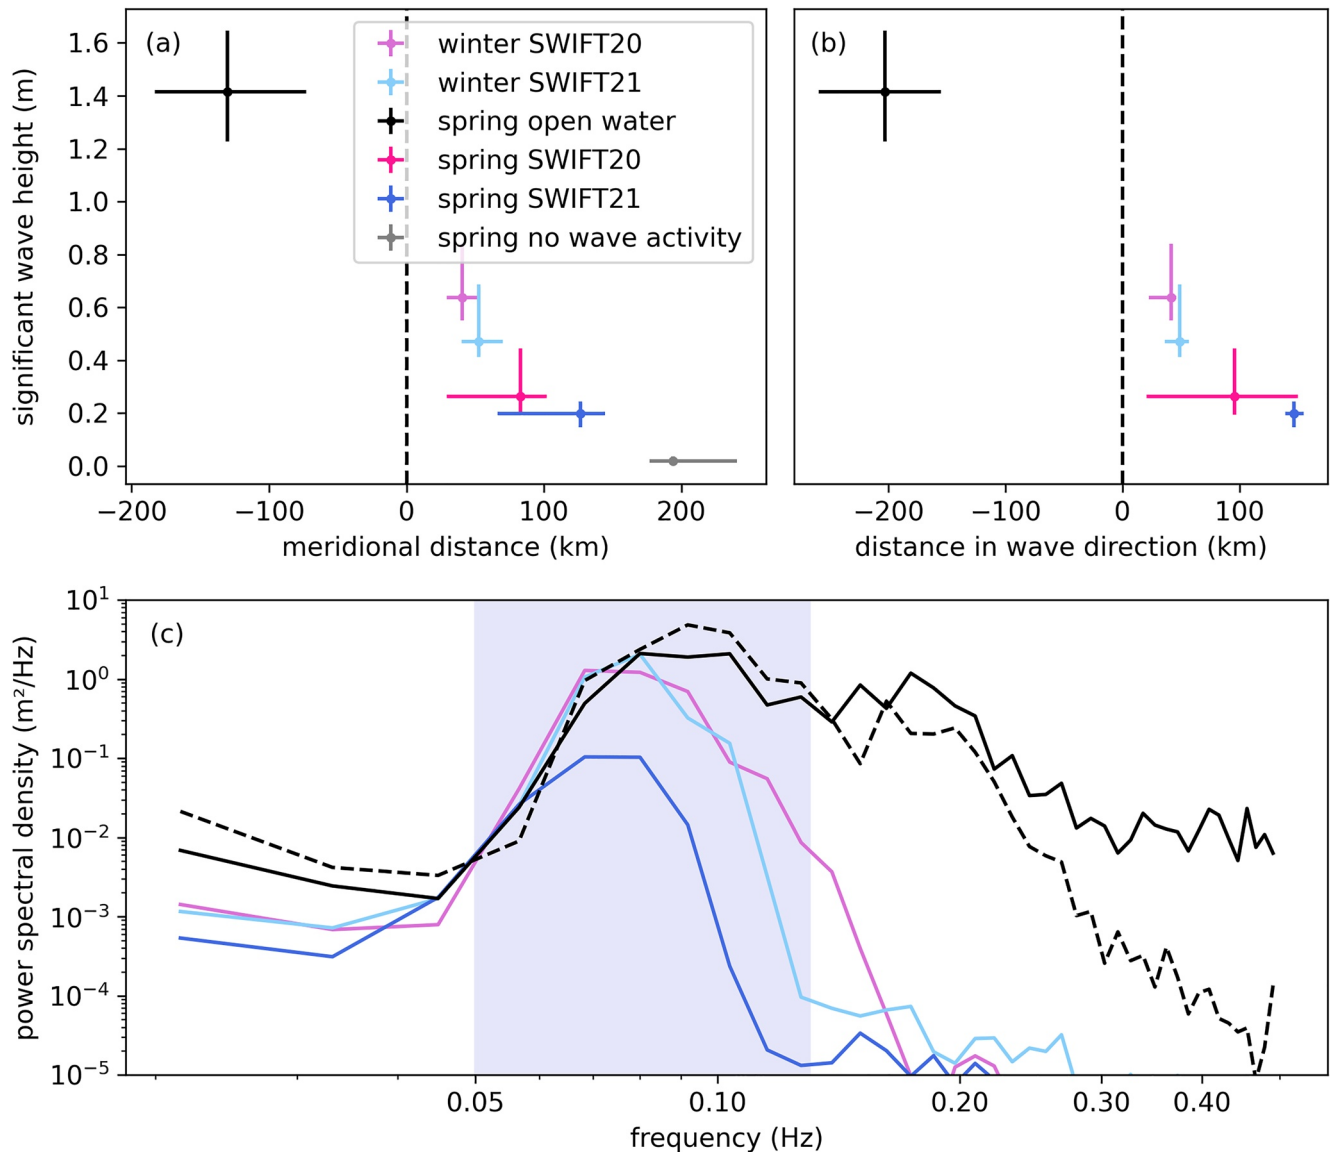 (a)
(b)
winter SWIFT20
winter SWIFT21
spring open water
spring SWIFT20
spring SWIFT21
spring no wave activity
significant wave height (m)
1.6
1.4
1.2
1.0
0.8
0.6
0.4
0.2
0.0
−200 −100 0 100 200
meridional distance (km)
−200 −100 0 100
distance in wave direction (km)
(c)
power spectral density (m²/Hz)
10¹
10⁰
10⁻¹
10⁻²
10⁻³
10⁻⁴
10⁻⁵
0.05 0.10 0.20 0.30 0.40
frequency (Hz)